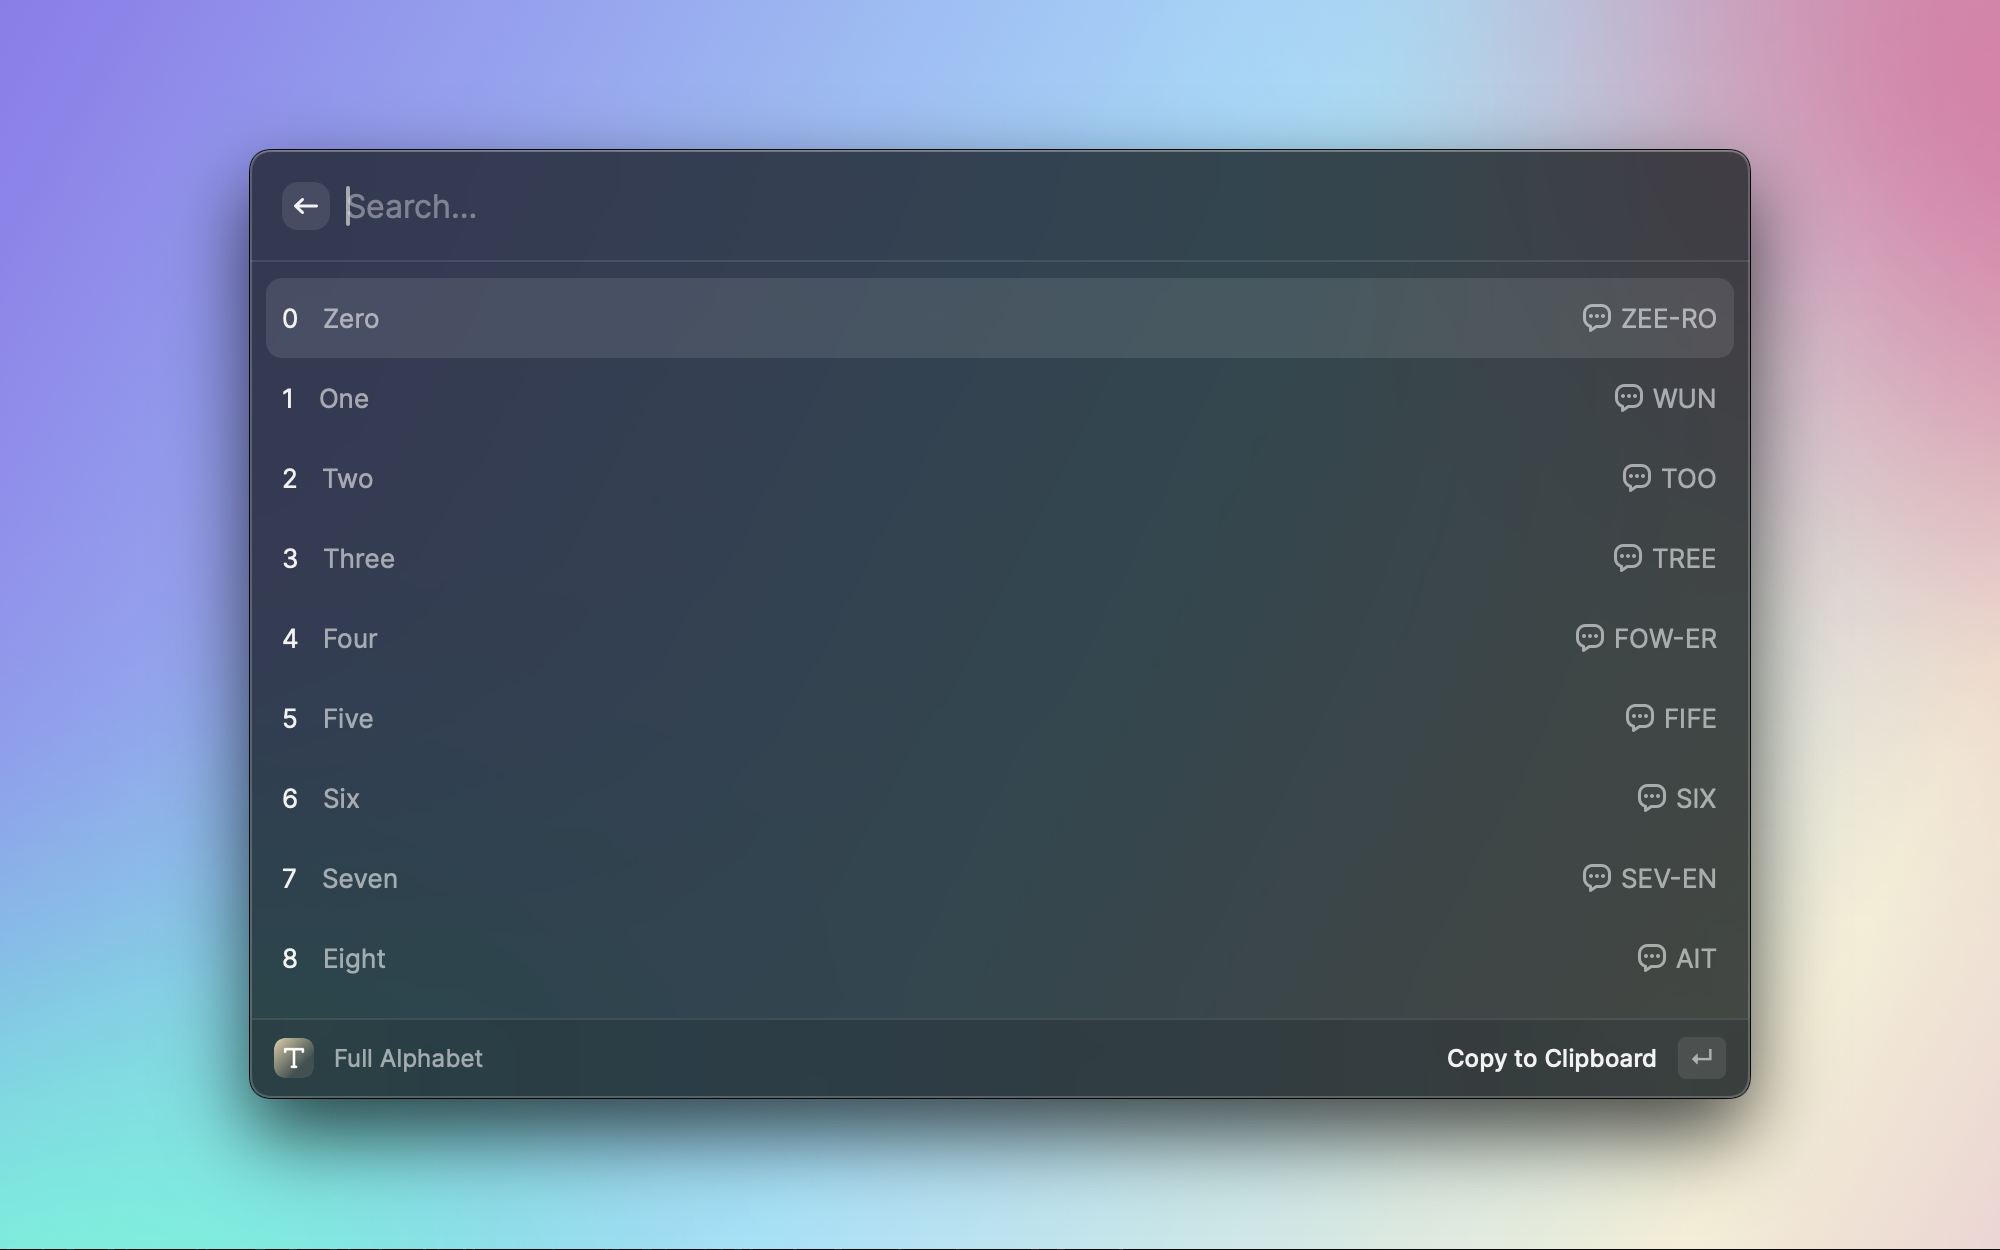 Search...
0 Zero ZEE-RO
1 One WUN
2 Two TOO
3 Three TREE
4 Four FOW-ER
5 Five FIFE
6 Six SIX
7 Seven SEV-EN
8 Eight AIT
T Full Alphabet Copy to Clipboard